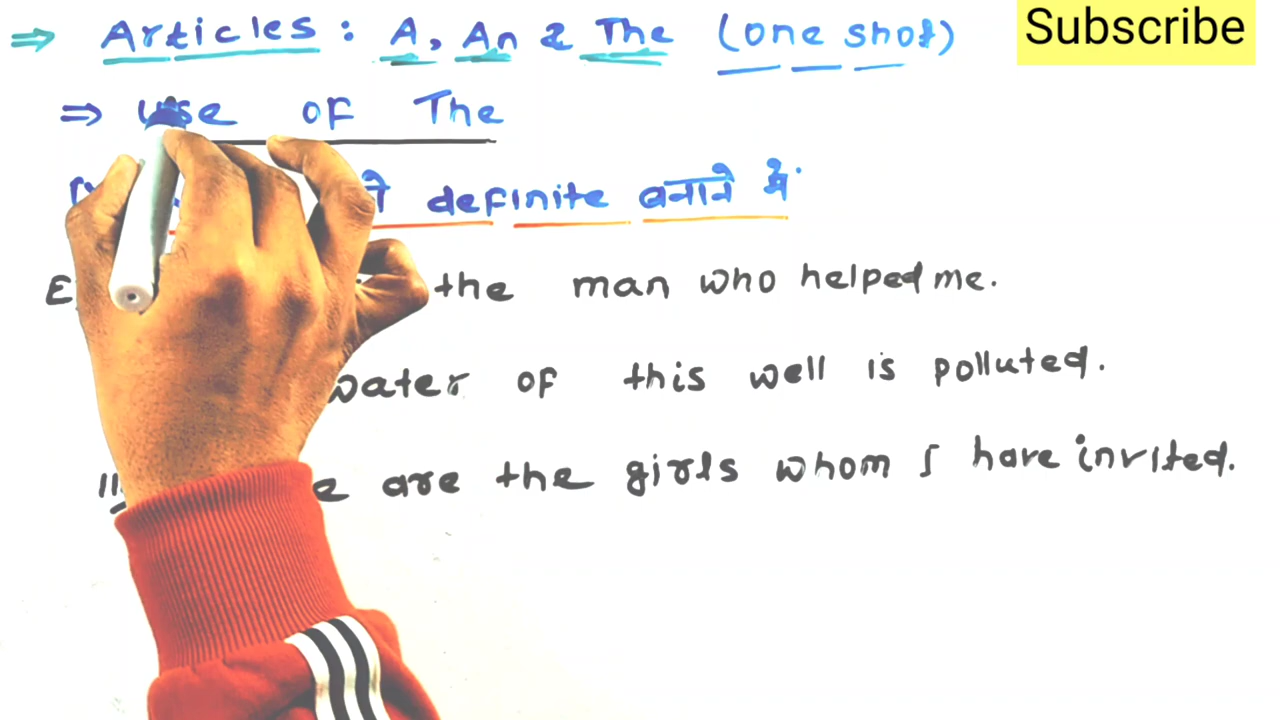 ⇒ Articles : A, An & The (one shot)
Subscribe
⇒ Use of The
definite बनाने में
the man who helped me.
water of this well is polluted.
are the girls whom I have invited.